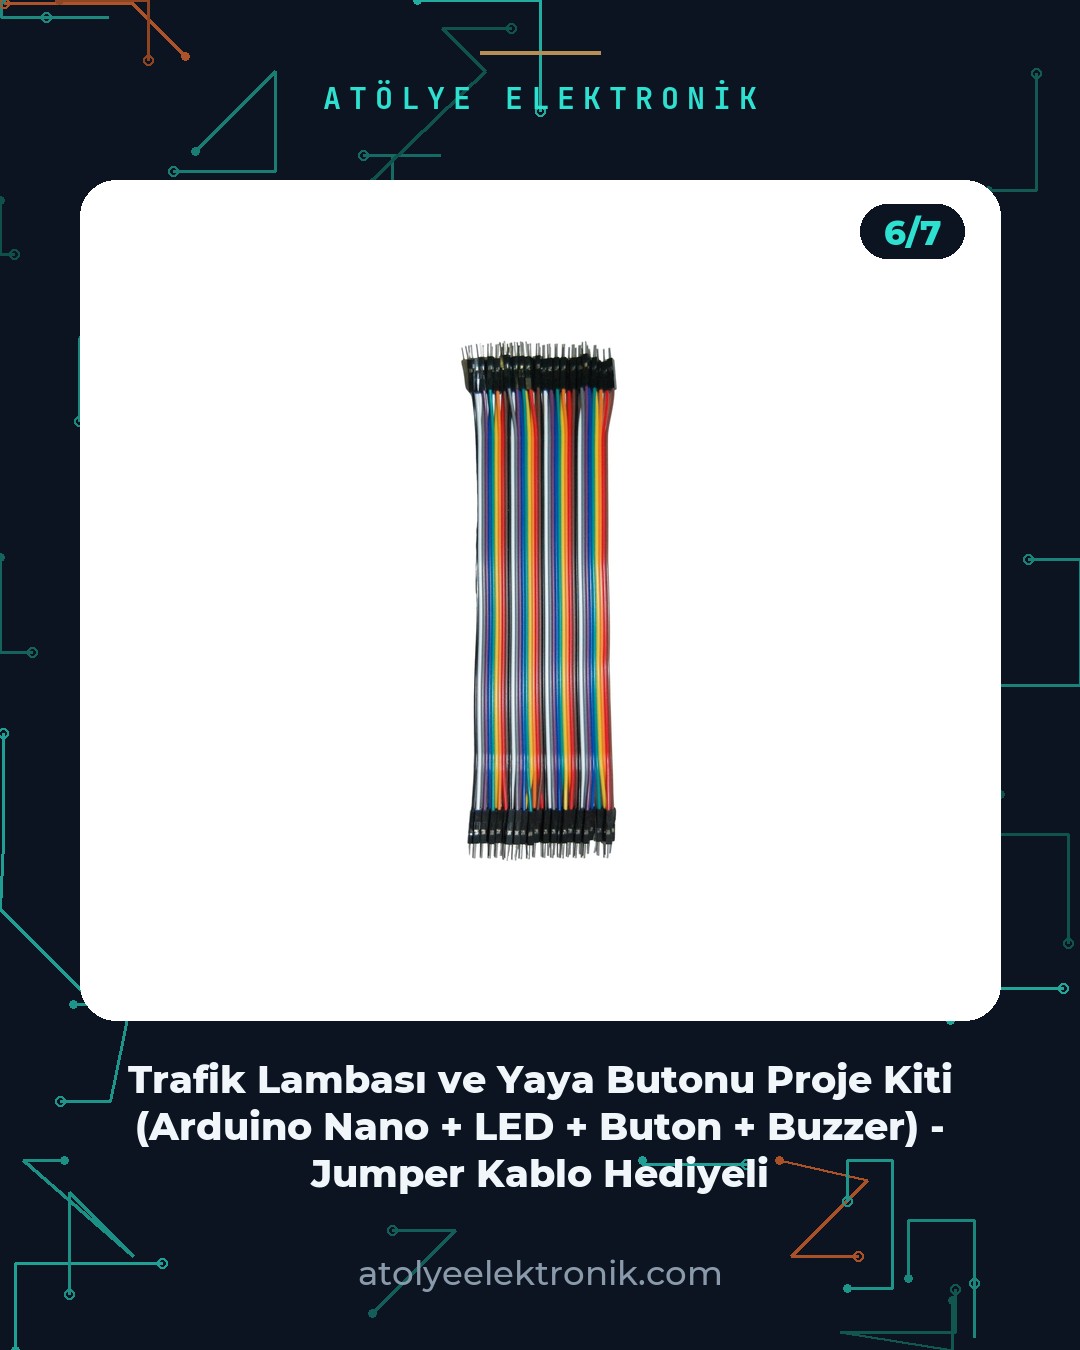 ATÖLYE ELEKTRONİK
6/7
Trafik Lambası ve Yaya Butonu Proje Kiti
(Arduino Nano + LED + Buton + Buzzer) -
Jumper Kablo Hediyeli
atolyeelektronik.com